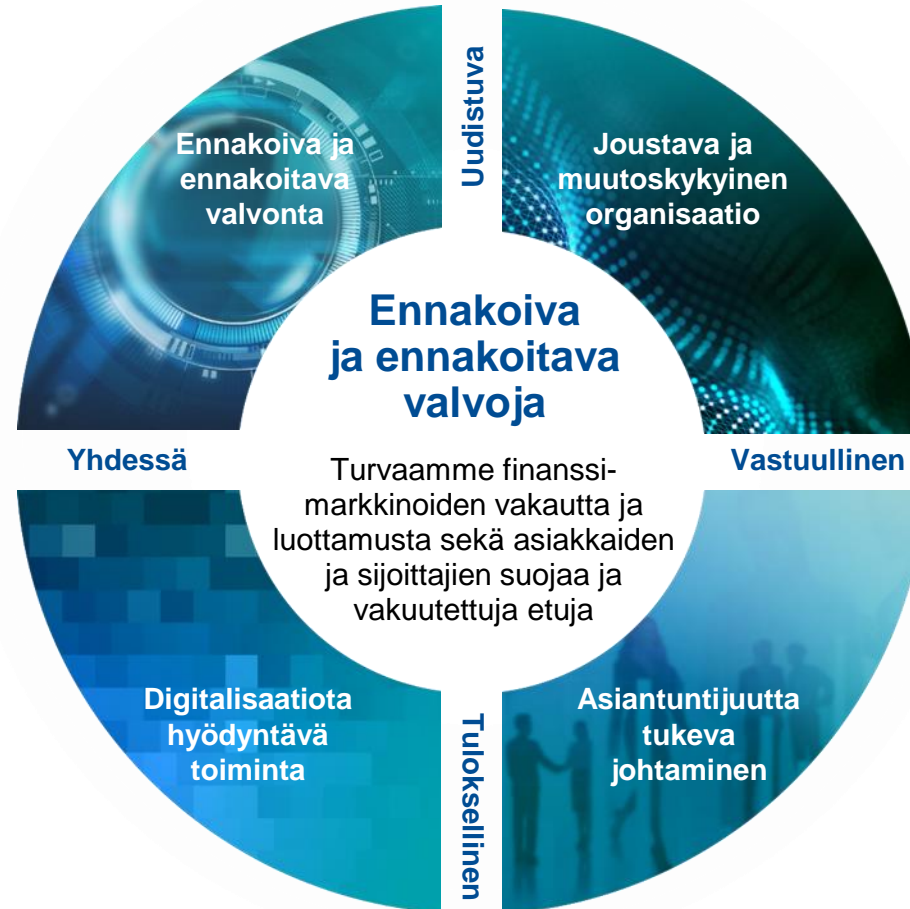 Uudistuva
Ennakoiva ja
ennakoitava
valvonta
Joustava ja
muutoskykyinen
organisaatio
Ennakoiva
ja ennakoitava
valvoja
Turvaamme finanssi-
markkinoiden vakautta ja
luottamusta sekä asiakkaiden
ja sijoittajien suojaa ja
vakuutettuja etuja
Yhdessä
Vastuullinen
Digitalisaatiota
hyödyntävä
toiminta
Asiantuntijuutta
tukeva
johtaminen
Tuloksellinen